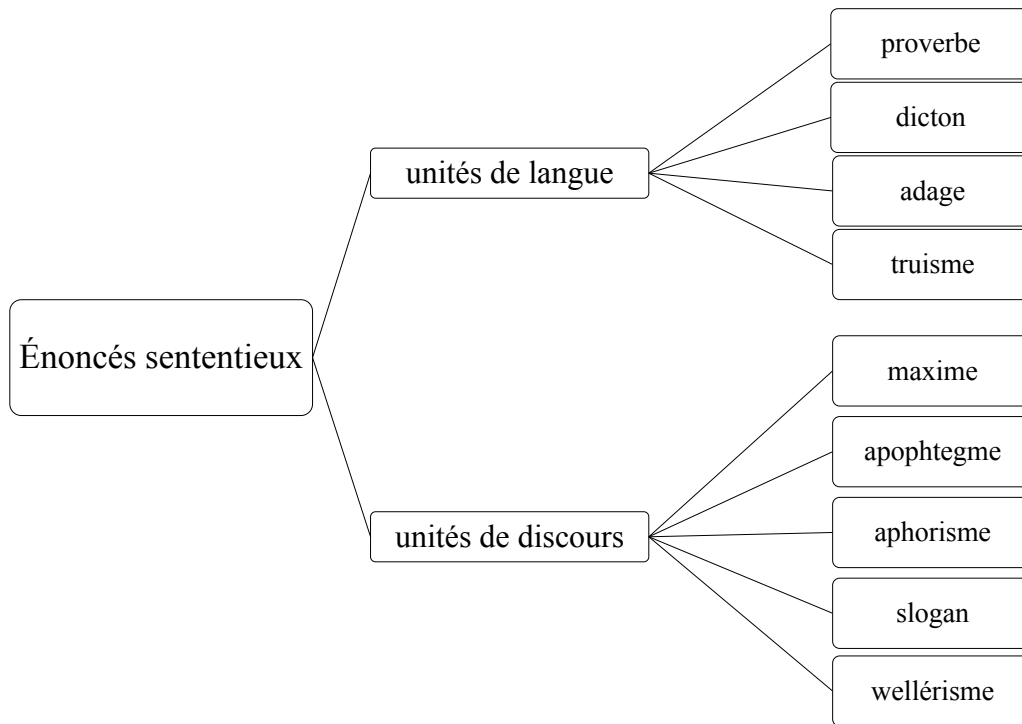 Énoncés sententieux
unités de langue
proverbe
dicton
adage
truisme
unités de discours
maxime
apophtegme
aphorisme
slogan
wellérisme